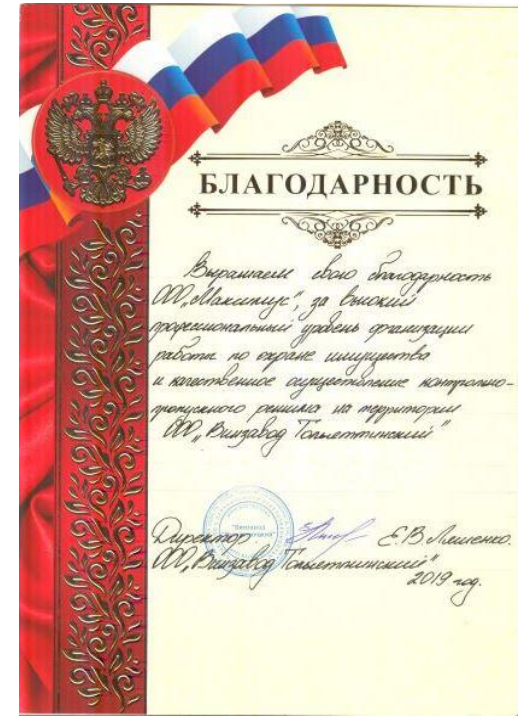 БЛАГОДАРНОСТЬ
Выражаем свою благодарность
ООО „Максимус", за высокий
профессиональный уровень организации
работы по охране имущества
и качественное осуществление контрольно-
пропускного режима на территории
ООО „Винзавод Тольяттинский"
Директор Е.В.
ООО „Винзавод Тольяттинский"
2019 год.